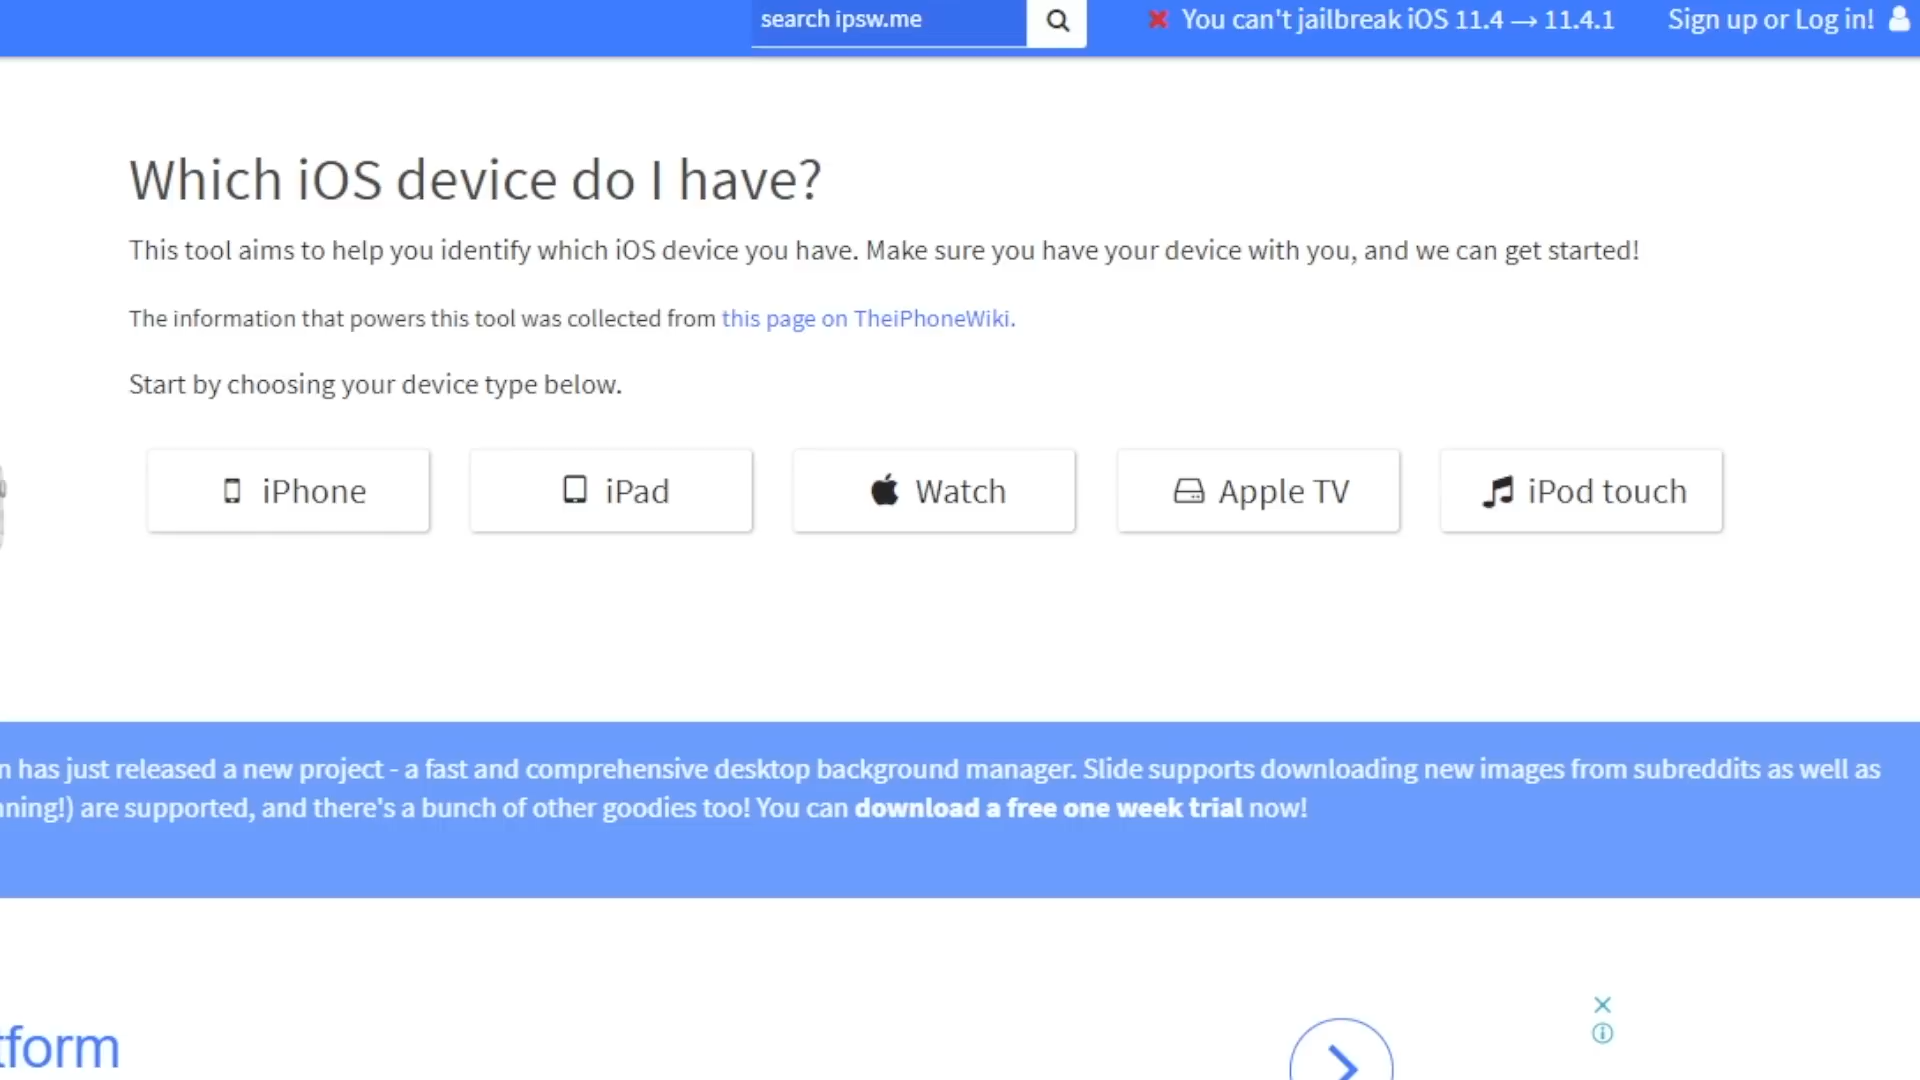 search ipsw.me
You can't jailbreak iOS 11.4 → 11.4.1
Sign up or Log in!
Which iOS device do I have?
This tool aims to help you identify which iOS device you have. Make sure you have your device with you, and we can get started!
The information that powers this tool was collected from this page on TheiPhoneWiki.
Start by choosing your device type below.
iPhone
iPad
Watch
Apple TV
iPod touch
n has just released a new project - a fast and comprehensive desktop background manager. Slide supports downloading new images from subreddits as well as
ning!) are supported, and there's a bunch of other goodies too! You can download a free one week trial now!
tform